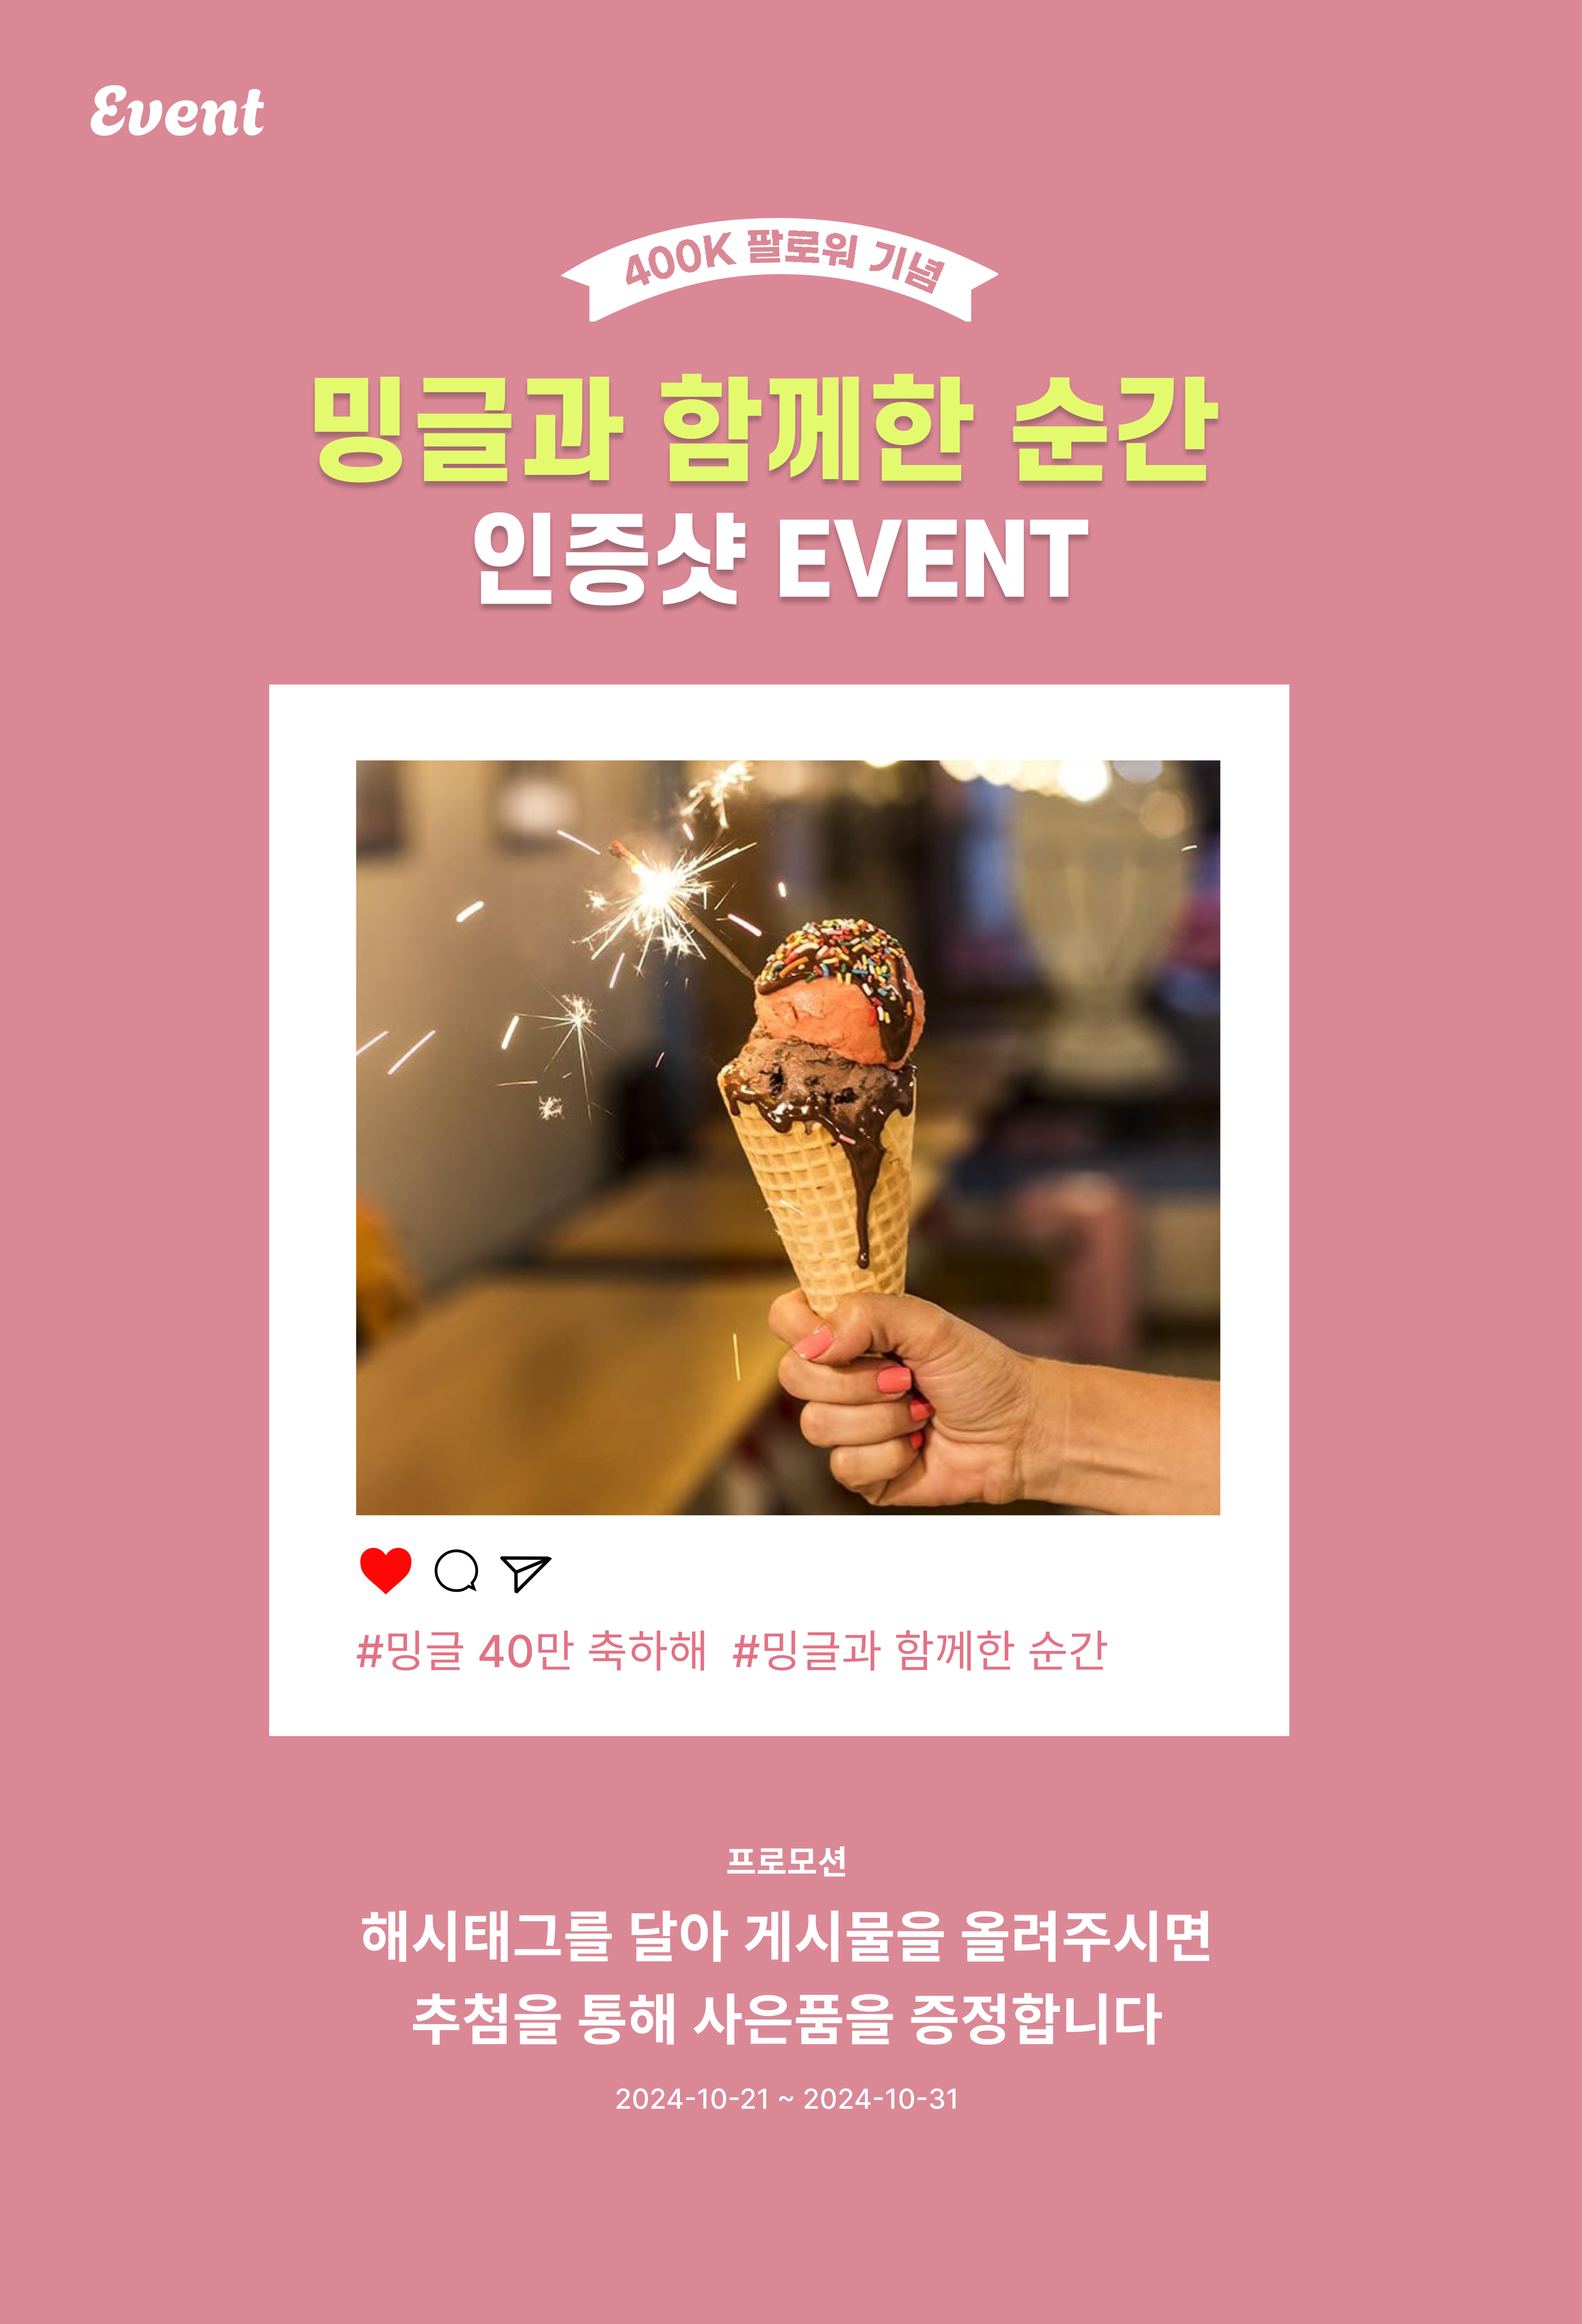 Event
400K 팔로워 기념
밍글과 함께한 순간
인증샷 EVENT
#밍글 40만 축하해 #밍글과 함께한 순간
프로모션
해시태그를 달아 게시물을 올려주시면
추첨을 통해 사은품을 증정합니다
2024-10-21 ~ 2024-10-31